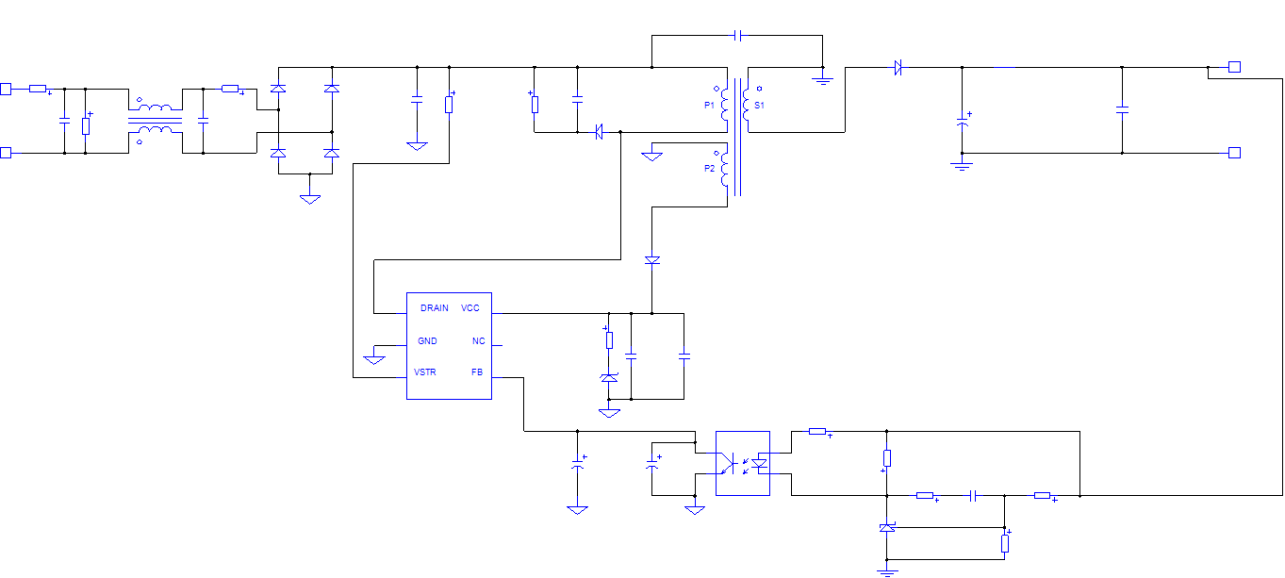 P1
S1
P2
DRAIN VCC
GND NC
VSTR FB